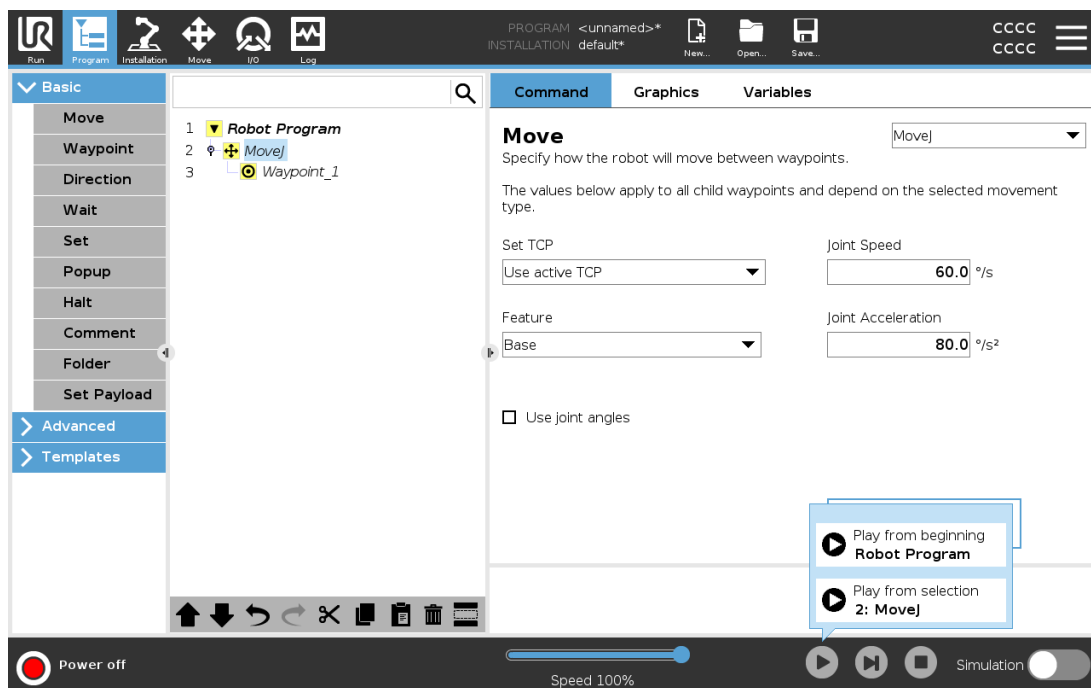 UR
Run
Program
Installation
Move
I/O
Log
PROGRAM <unnamed>*
INSTALLATION default*
New...
Open...
Save...
CCCC
CCCC
Basic
Move
Waypoint
Direction
Wait
Set
Popup
Halt
Comment
Folder
Set Payload
Advanced
Templates
1 Robot Program
2 MoveJ
3 Waypoint_1
Command Graphics Variables
Move
MoveJ
Specify how the robot will move between waypoints.
The values below apply to all child waypoints and depend on the selected movement
type.
Set TCP
Joint Speed
Use active TCP
60.0 °/s
Feature
Joint Acceleration
Base
80.0 °/s²
Use joint angles
Play from beginning
Robot Program
Play from selection
2: MoveJ
Power off
Speed 100%
Simulation